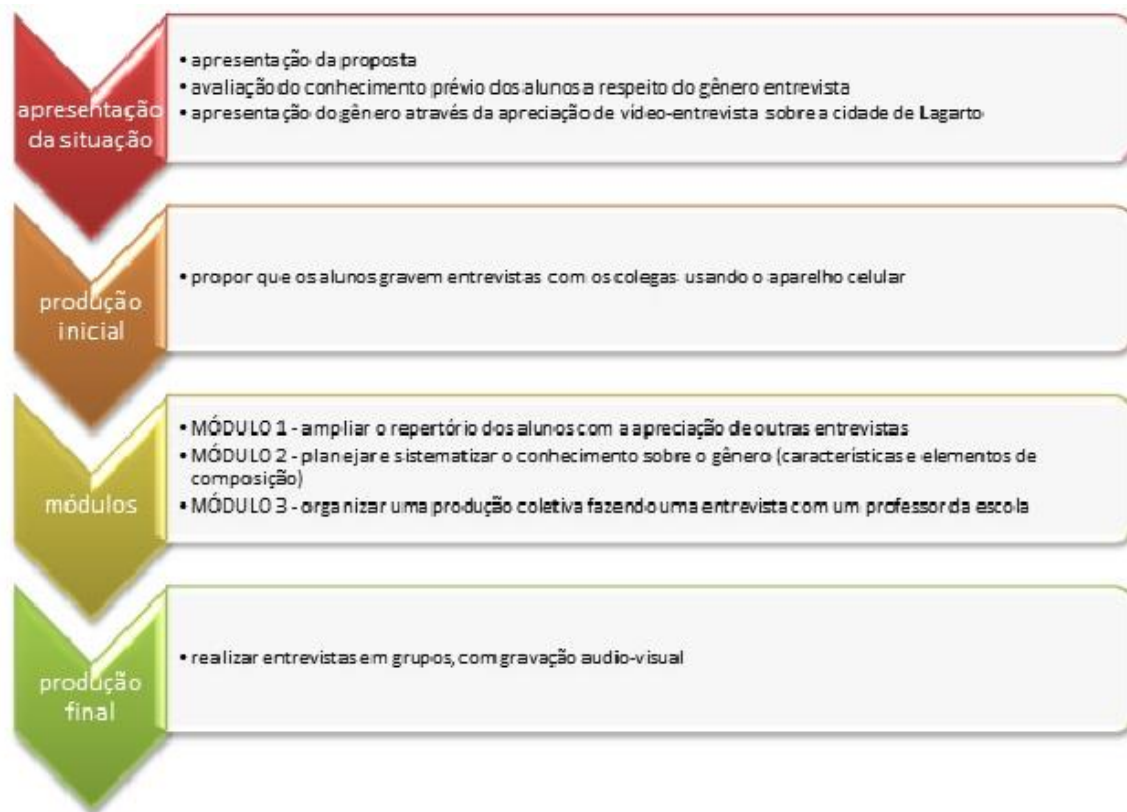 apresentação
da situação
• apresentação da proposta
• avaliação do conhecimento prévio dos alunos a respeito do gênero entrevista
• apresentação do gênero através da apreciação de vídeo-entrevista sobre a cidade de Lagarto
produção
inicial
• propor que os alunos gravem entrevistas com os colegas usando o aparelho celular
módulos
• MÓDULO 1 - ampliar o repertório dos alunos com a apreciação de outras entrevistas
• MÓDULO 2 - planejar e sistematizar o conhecimento sobre o gênero (características e elementos de
composição)
• MÓDULO 3 - organizar uma produção coletiva fazendo uma entrevista com um professor da escola
produção
final
• realizar entrevistas em grupos, com gravação audio-visual